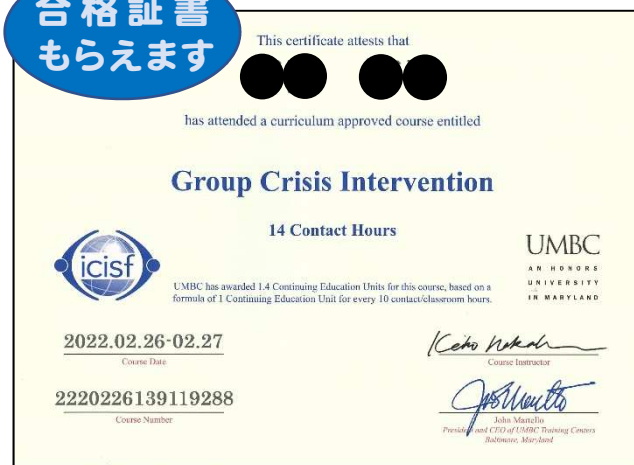 合格証書
もらえます
This certificate attests that
has attended a curriculum approved course entitled
Group Crisis Intervention
14 Contact Hours
icisf
UMBC has awarded 1.4 Continuing Education Units for this course, based on a
formula of 1 Continuing Education Unit for every 10 contact/classroom hours.
UMBC
AN HONORS
UNIVERSITY
IN MARYLAND
2022.02.26-02.27
Course Date
2220226139119288
Course Number
Course Instructor
John Martello
President and CEO of UMBC Training Centers
Baltimore, Maryland